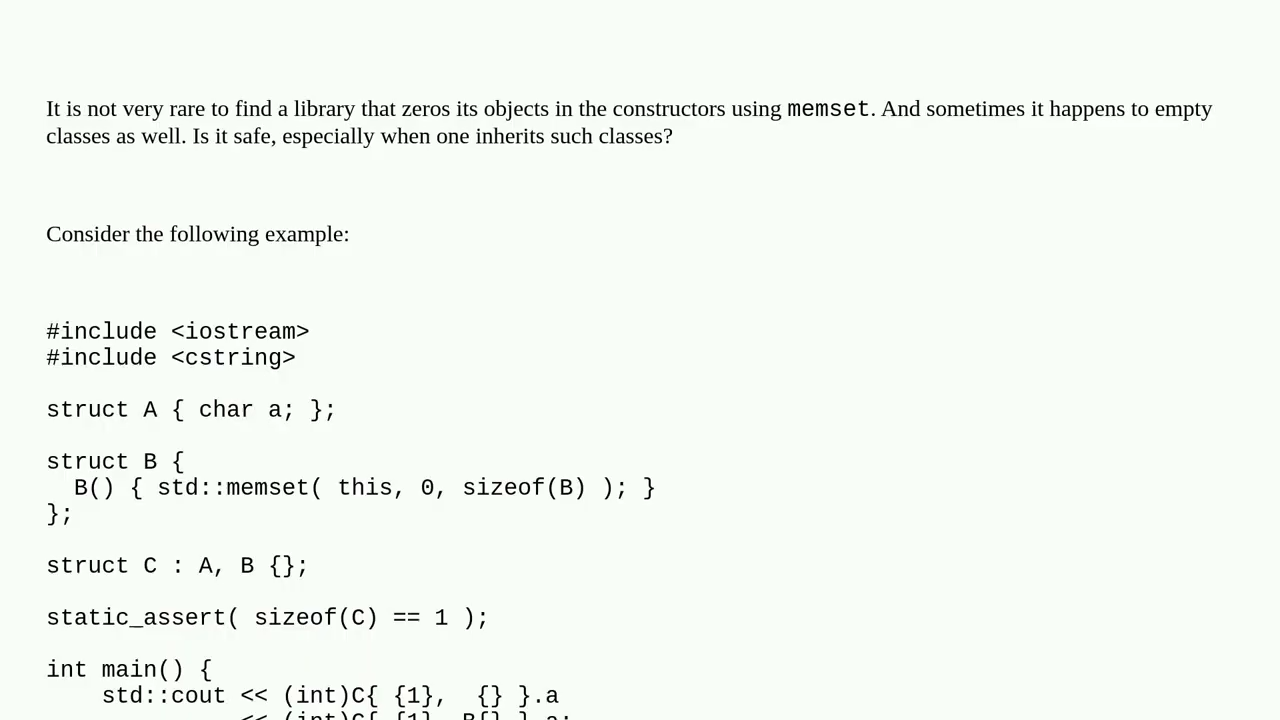 It is not very rare to find a library that zeros its objects in the constructors using memset. And sometimes it happens to empty
classes as well. Is it safe, especially when one inherits such classes?
Consider the following example:
#include <iostream>
#include <cstring>
struct A { char a; };
struct B {
  B() { std::memset( this, 0, sizeof(B) ); }
};
struct C : A, B {};
static_assert( sizeof(C) == 1 );
int main() {
    std::cout << (int)C{ {1},  {} }.a
              << (int)C{ {1}, B{} }.a;